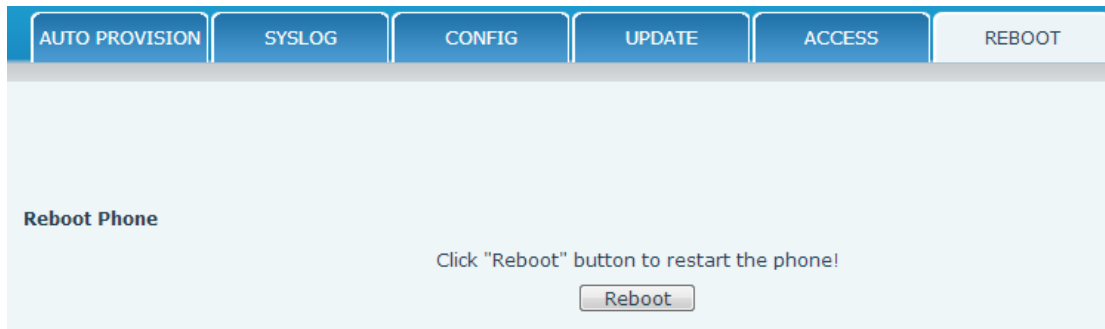 AUTO PROVISION SYSLOG CONFIG UPDATE ACCESS REBOOT
Reboot Phone
Click "Reboot" button to restart the phone!
Reboot